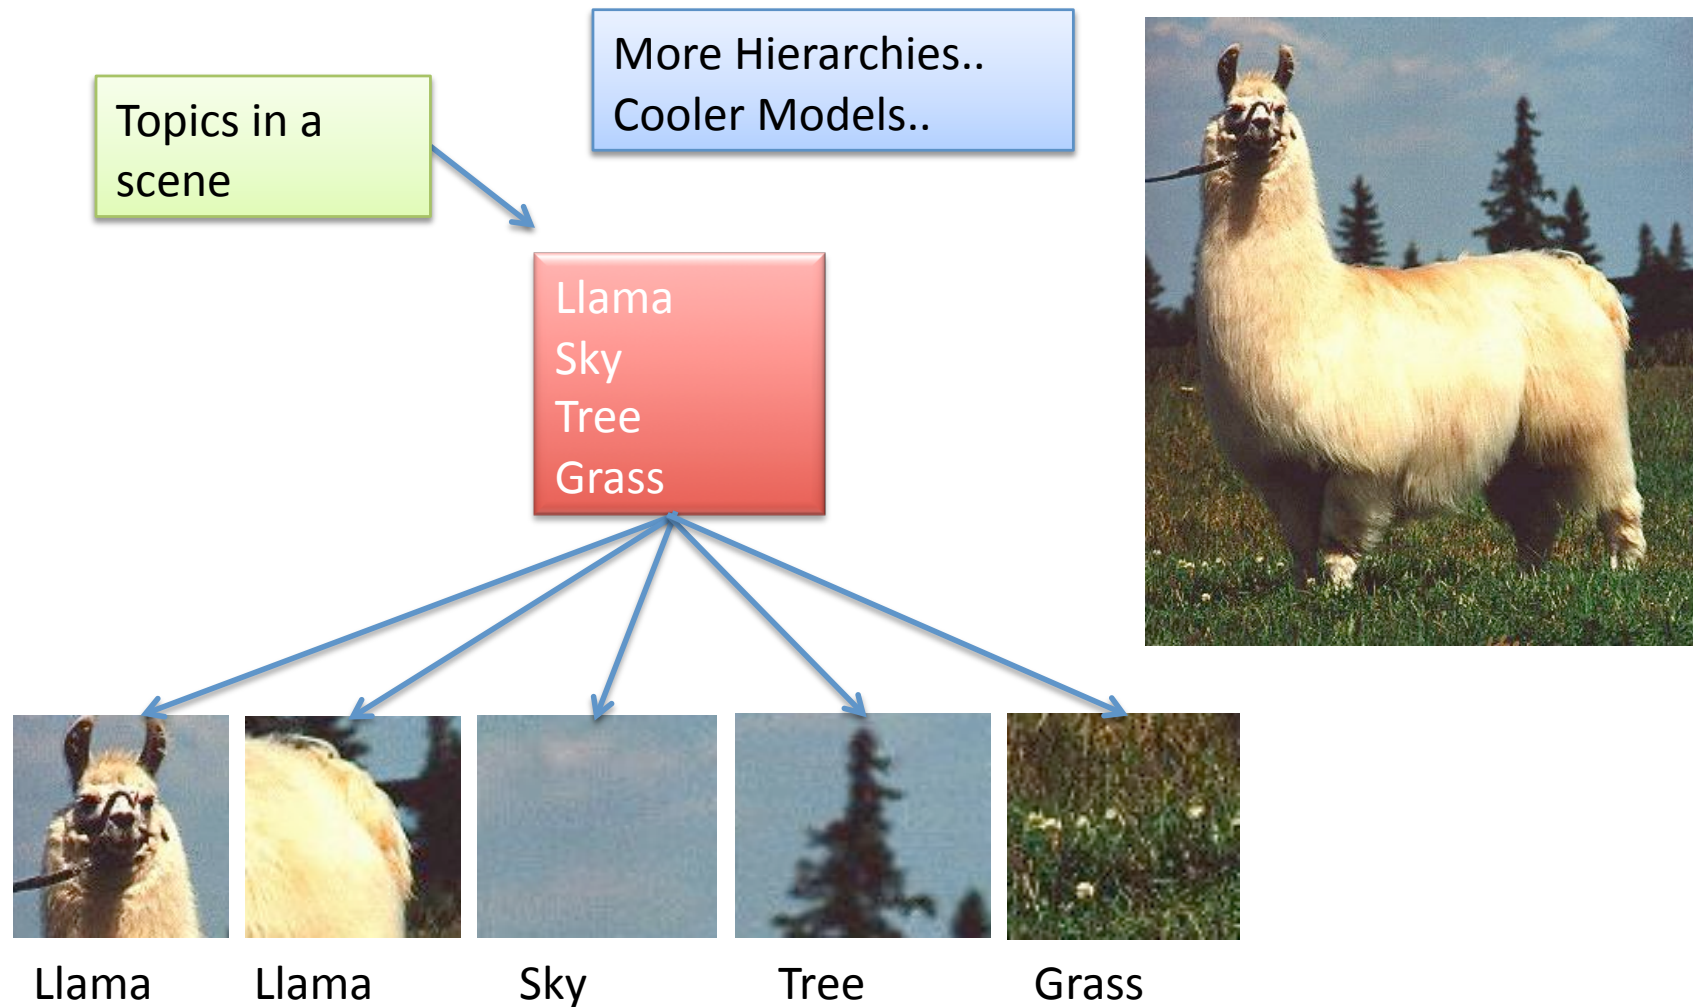 More Hierarchies..
Cooler Models..
Topics in a
scene
Llama
Sky
Tree
Grass
Llama
Llama
Sky
Tree
Grass